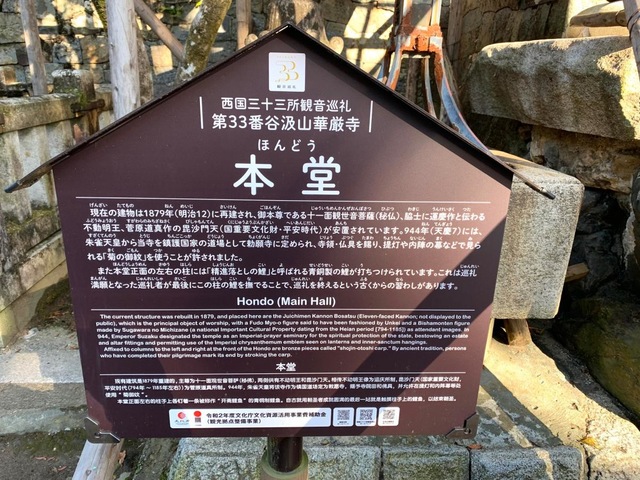 西国三十三所観音巡礼
第33番谷汲山華厳寺
ほんどう
本堂
現在の建物は1879年(明治12)に再建され、御本尊である十一面観世音菩薩(秘仏)、脇士に運慶作と伝わる
不動明王、菅原道真作の毘沙門天(国重要文化財・平安時代)が安置されています。944年(天慶7)には、
朱雀天皇から当寺を鎮護国家の道場として勅願寺に定められ、寺領・仏具を賜り、提灯や内陣の幕などで見ら
れる「菊の御紋」を使うことが許されました。
また本堂正面の左右の柱には「精進落としの鯉」と呼ばれる青銅製の鯉が打ちつけられています。これは巡礼
満願となった巡礼者が最後にこの柱の鯉を撫でることで、巡礼を終えるという古くからの習わしがあります。
Hondo (Main Hall)
The current structure was rebuilt in 1879, and placed here are the Juichimen Kannon Bosatsu (Eleven-faced Kannon; not displayed to the
public), which is the principal object of worship, with a Fudo Myo-o figure said to have been fashioned by Unkei and a Bishamonten figure
made by Sugawara no Michizane (a national Important Cultural Property dating from the Heian period [794-1185]) as attendant images. In
944, Emperor Suzaku designated the temple as an Imperial prayer seminary for the spiritual protection of the state, bestowing an estate
and altar fittings and permitting use of the Imperial chrysanthemum emblem seen on lanterns and inner-sanctum hangings.
Affixed to columns to the left and right at the front of the Hondo are bronze pieces called "shojin-otoshi carp." By ancient tradition, persons
who have completed their pilgrimage mark its end by stroking the carp.
本堂
令和2年度文化庁文化資源活用事業費補助金
(観光拠点整備事業)